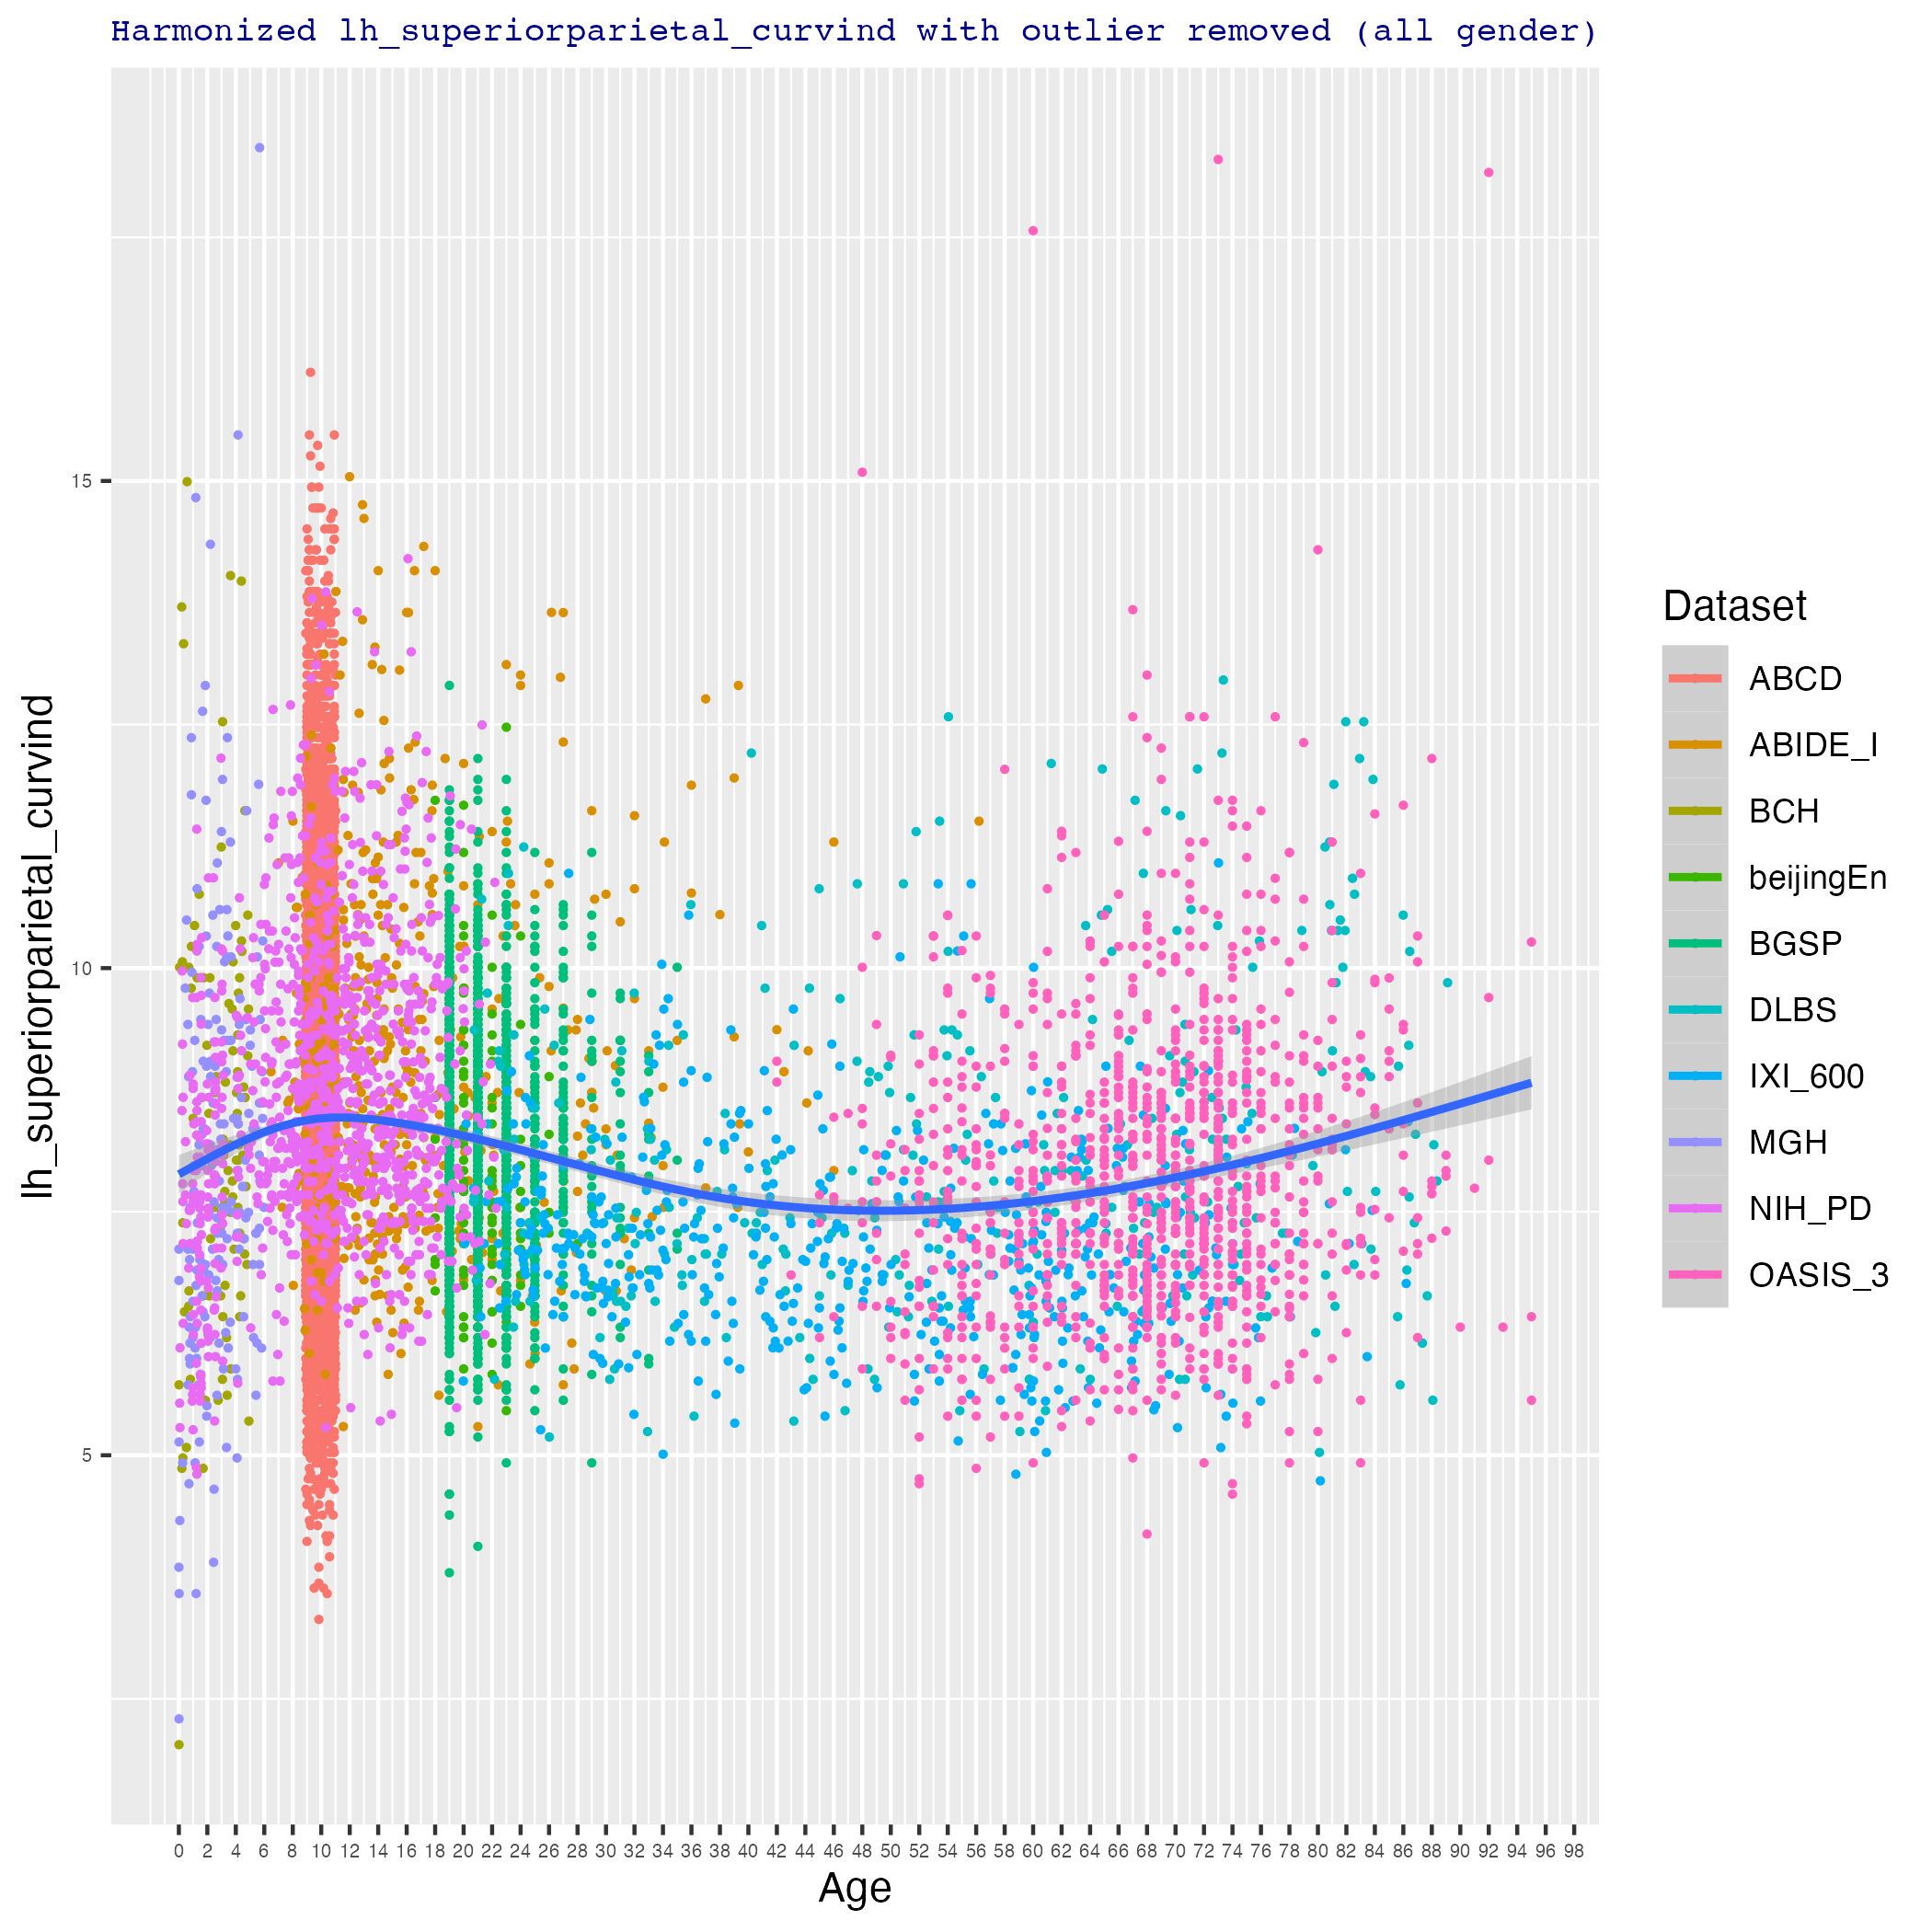 Harmonized lh_superiorparietal_curvind with outlier removed (all gender)
lh_superiorparietal_curvind
15
10
5
0 2 4 6 8 10 12 14 16 18 20 22 24 26 28 30 32 34 36 38 40 42 44 46 48 50 52 54 56 58 60 62 64 66 68 70 72 74 76 78 80 82 84 86 88 90 92 94 96 98
Age
Dataset
ABCD
ABIDE_I
BCH
beijingEn
BGSP
DLBS
IXI_600
MGH
NIH_PD
OASIS_3